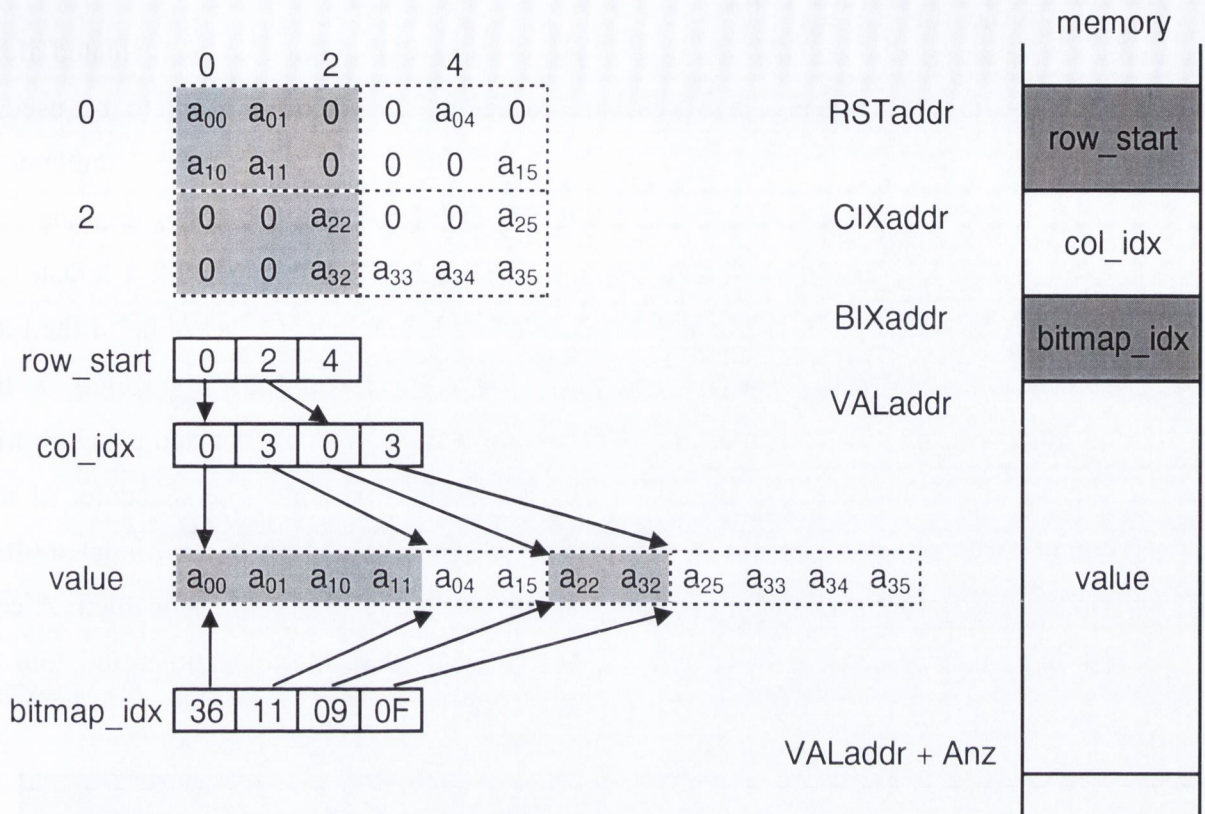 0 2 4
0 a00 a01 0 0 a04 0
a10 a11 0 0 0 a15
2 0 0 a22 0 0 a25
0 0 a32 a33 a34 a35
row_start 0 2 4
col_idx 0 3 0 3
value a00 a01 a10 a11 a04 a15 a22 a32 a25 a33 a34 a35
bitmap_idx 36 11 09 0F
memory
RSTaddr row_start
CIXaddr col_idx
BIXaddr bitmap_idx
VALaddr
value
VALaddr + Anz